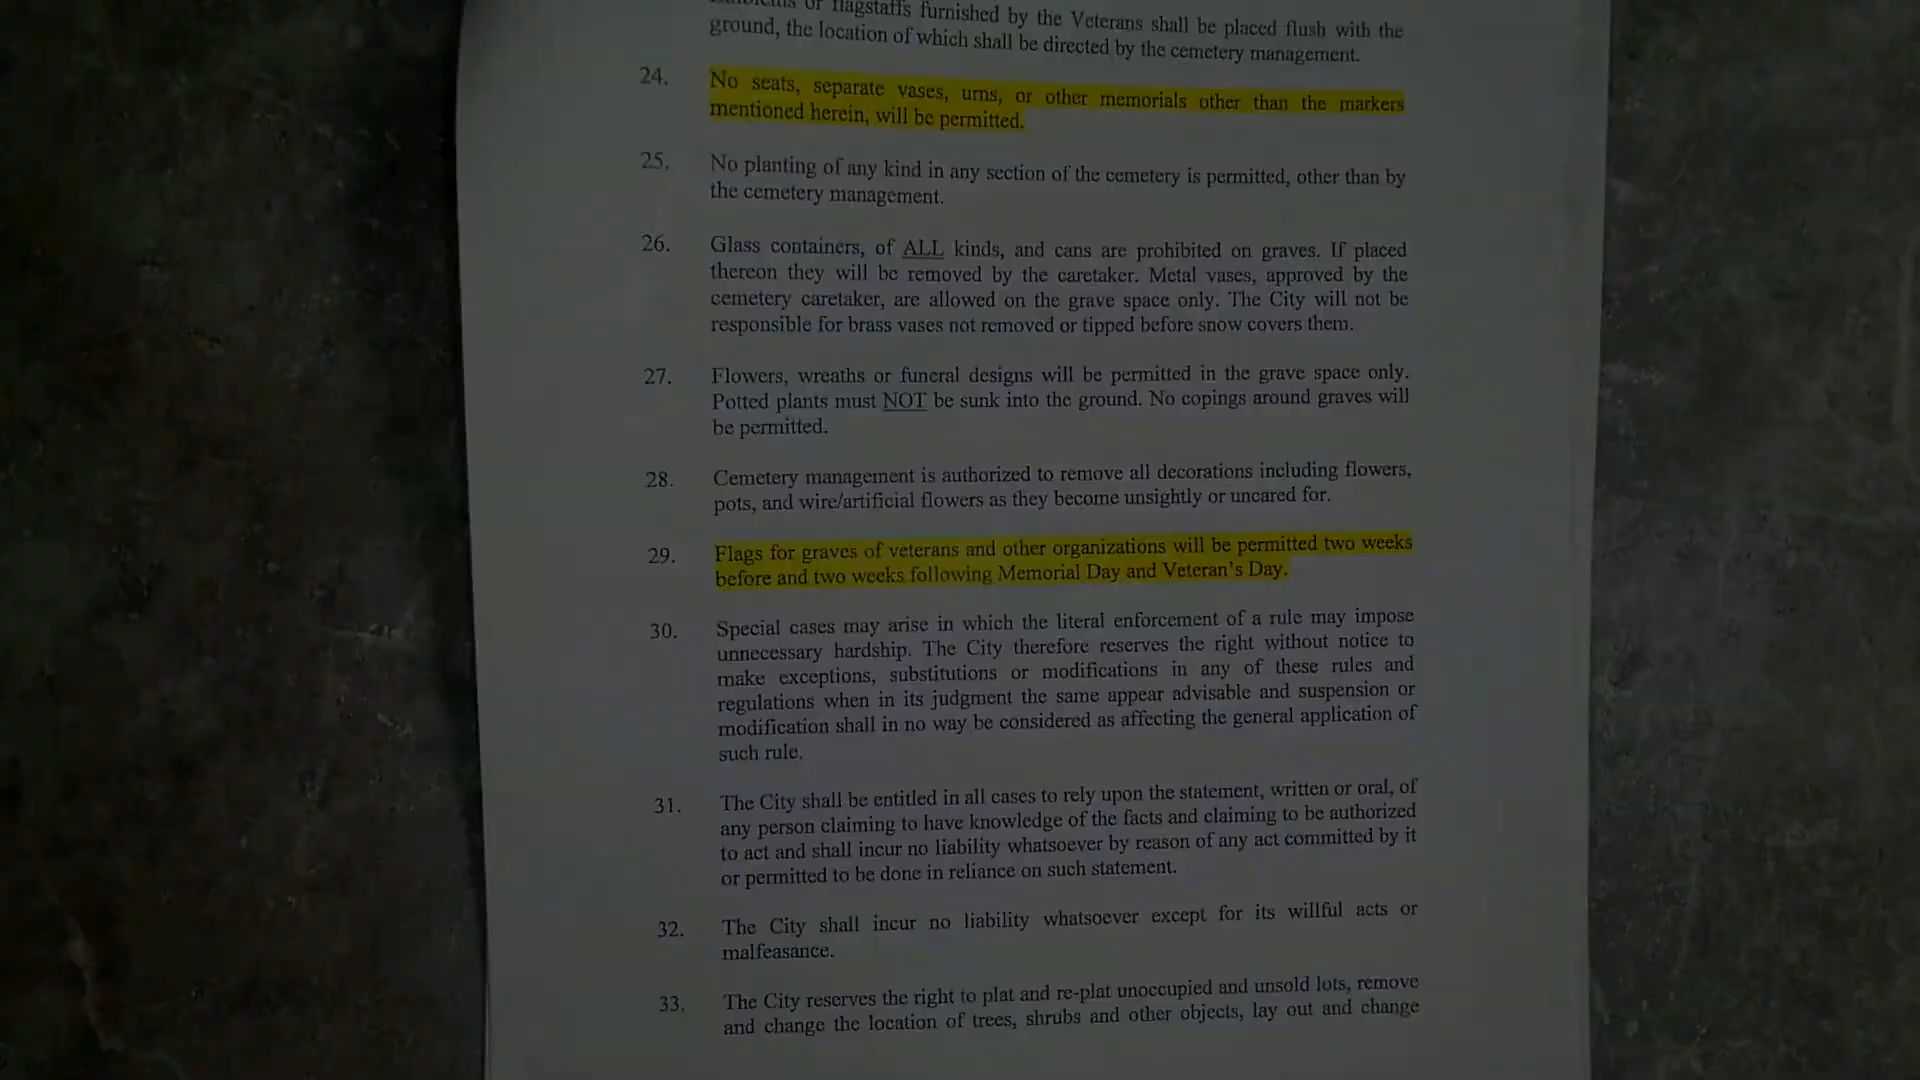 or flagstaffs furnished by the Veterans shall be placed flush with the
ground, the location of which shall be directed by the cemetery management.
24. No seats, separate vases, urns, or other memorials other than the markers
mentioned herein, will be permitted.
25. No planting of any kind in any section of the cemetery is permitted, other than by
the cemetery management.
26. Glass containers, of ALL kinds, and cans are prohibited on graves. If placed
thereon they will be removed by the caretaker. Metal vases, approved by the
cemetery caretaker, are allowed on the grave space only. The City will not be
responsible for brass vases not removed or tipped before snow covers them.
27. Flowers, wreaths or funeral designs will be permitted in the grave space only.
Potted plants must NOT be sunk into the ground. No copings around graves will
be permitted.
28. Cemetery management is authorized to remove all decorations including flowers,
pots, and wire/artificial flowers as they become unsightly or uncared for.
29. Flags for graves of veterans and other organizations will be permitted two weeks
before and two weeks following Memorial Day and Veteran's Day.
30. Special cases may arise in which the literal enforcement of a rule may impose
unnecessary hardship. The City therefore reserves the right without notice to
make exceptions, substitutions or modifications in any of these rules and
regulations when in its judgment the same appear advisable and suspension or
modification shall in no way be considered as affecting the general application of
such rule.
31. The City shall be entitled in all cases to rely upon the statement, written or oral, of
any person claiming to have knowledge of the facts and claiming to be authorized
to act and shall incur no liability whatsoever by reason of any act committed by it
or permitted to be done in reliance on such statement.
32. The City shall incur no liability whatsoever except for its willful acts or
malfeasance.
33. The City reserves the right to plat and re-plat unoccupied and unsold lots, remove
and change the location of trees, shrubs and other objects, lay out and change